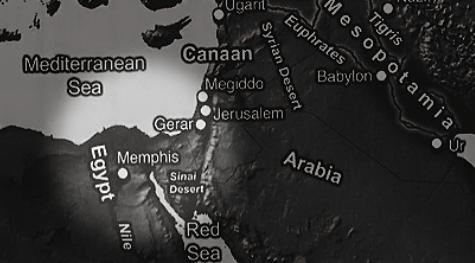 Ugarit
Canaan
Mediterranean
Sea
Syrian Desert
Euphrates
Mesopotamia
Tigris
Babylon
Megiddo
Jerusalem
Gerar
Ur
Memphis
Egypt
Sinai
Desert
Arabia
Nile
Red
Sea